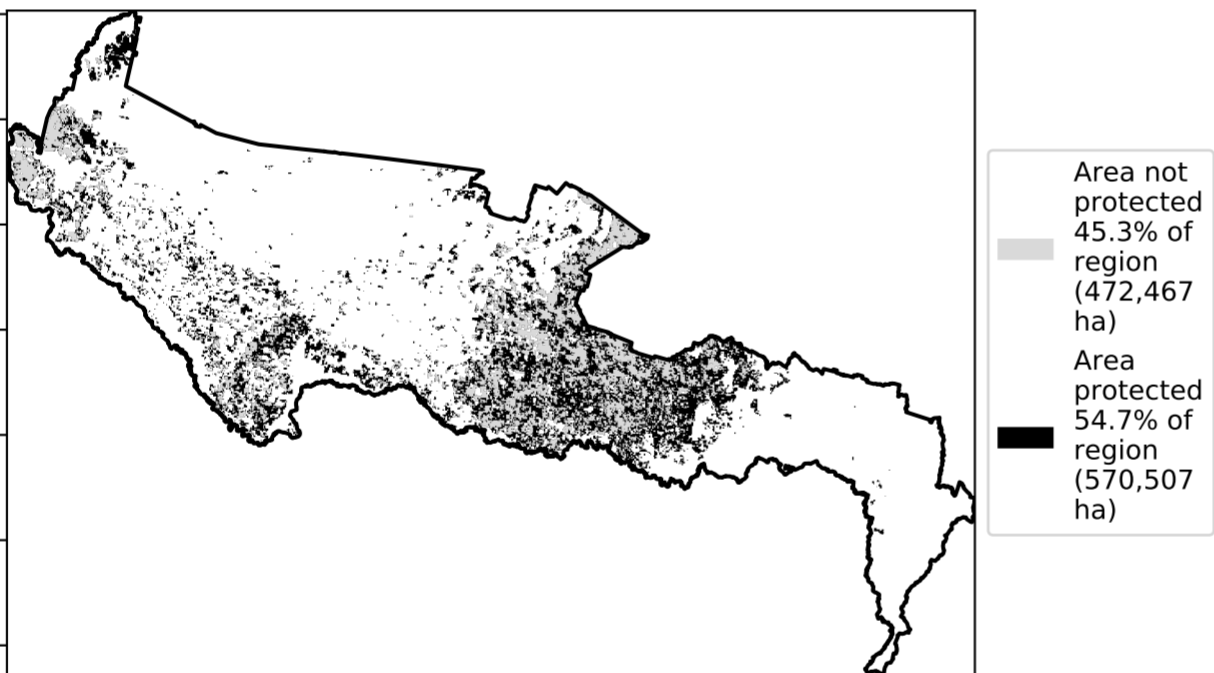 Area not
protected
45.3% of
region
(472,467
ha)
Area
protected
54.7% of
region
(570,507
ha)